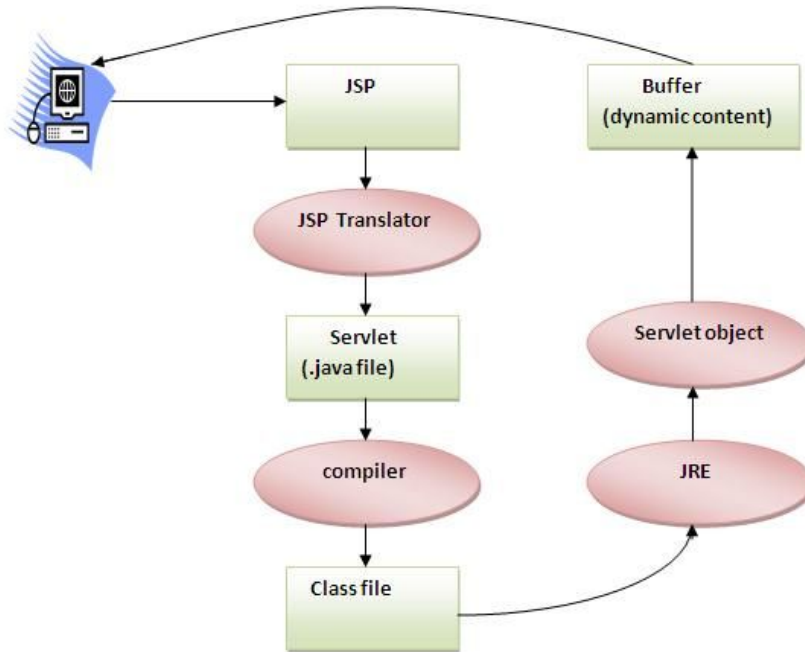 JSP
Buffer
(dynamic content)
JSP Translator
Servlet
(.java file)
Servlet object
compiler
JRE
Class file